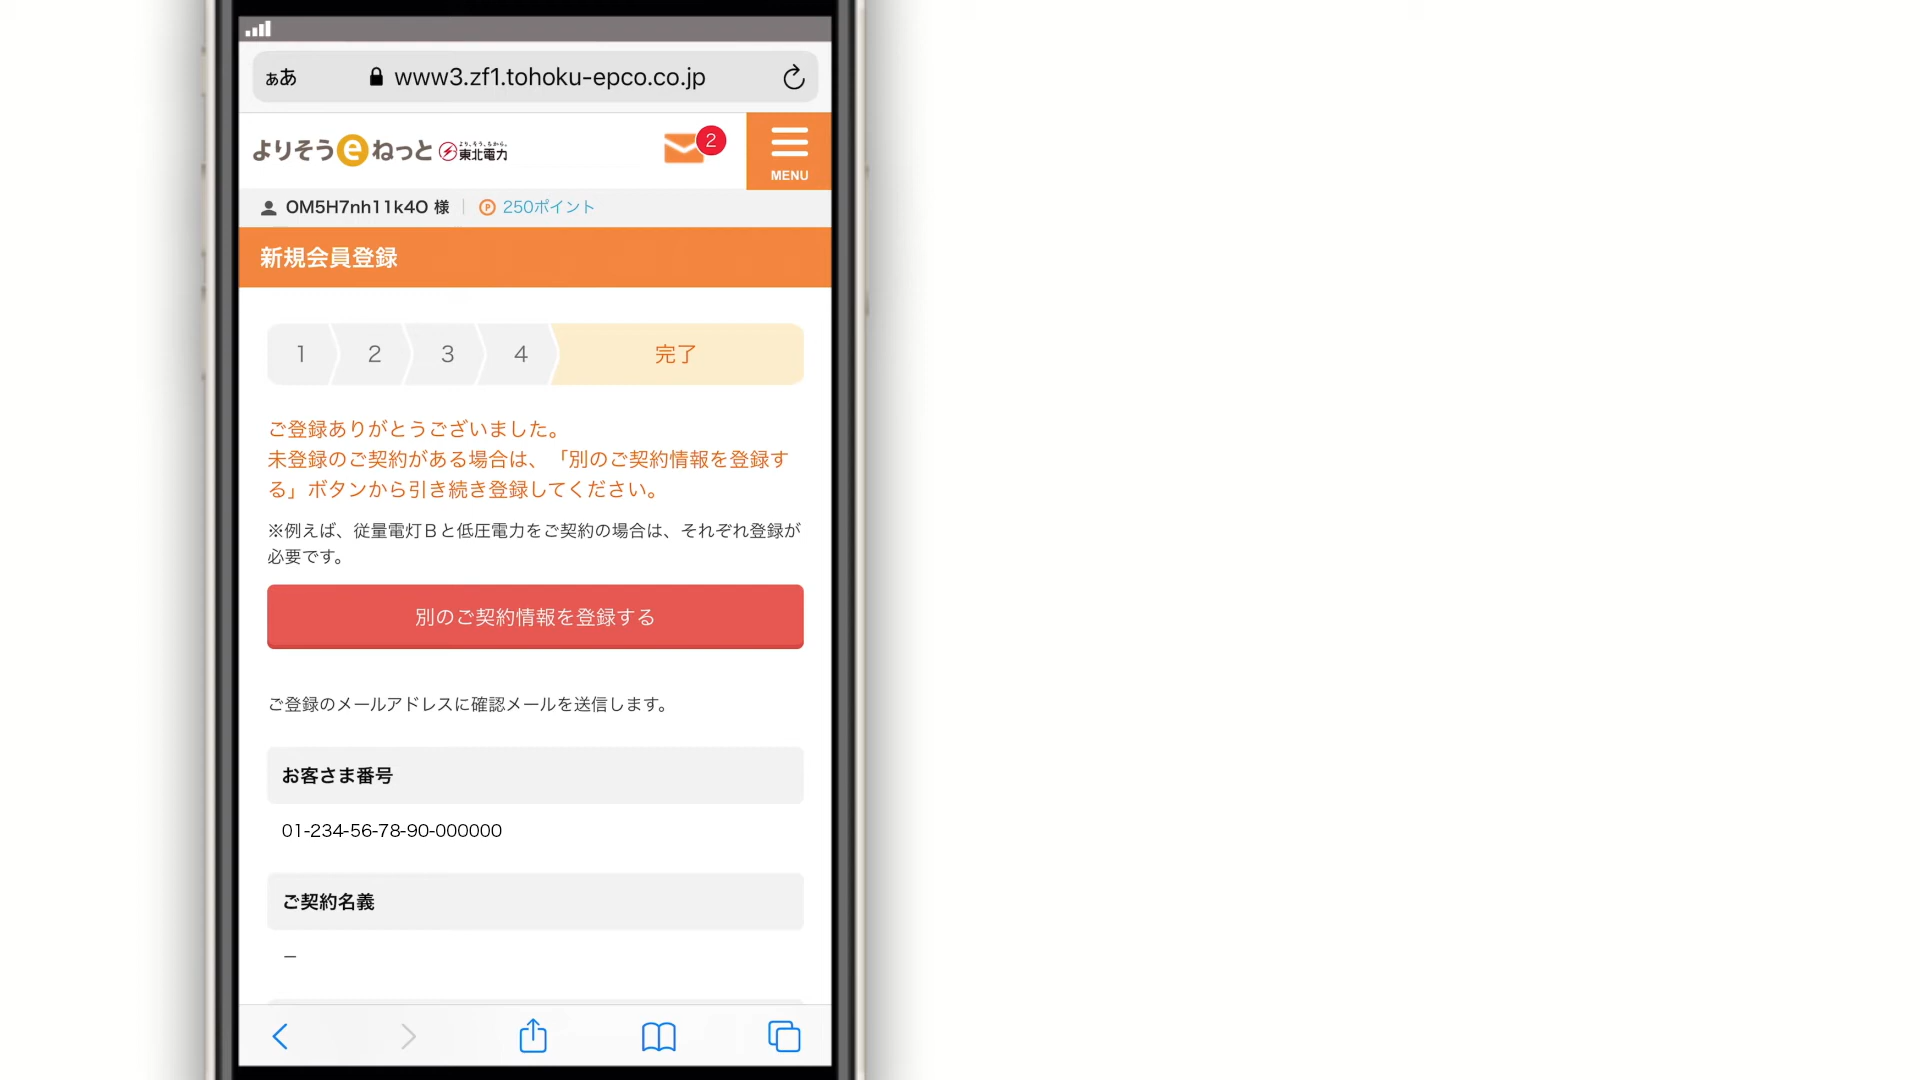 ぁあ www3.zf1.tohoku-epco.co.jp
よりそうeねっと より、そう、ちから。 東北電力 2
MENU
OM5H7nh11k4O 様 P 250ポイント
新規会員登録
1 2 3 4 完了
ご登録ありがとうございました。
未登録のご契約がある場合は、「別のご契約情報を登録す
る」ボタンから引き続き登録してください。
※例えば、従量電灯Bと低圧電力をご契約の場合は、それぞれ登録が
必要です。
別のご契約情報を登録する
ご登録のメールアドレスに確認メールを送信します。
お客さま番号
01-234-56-78-90-000000
ご契約名義
－